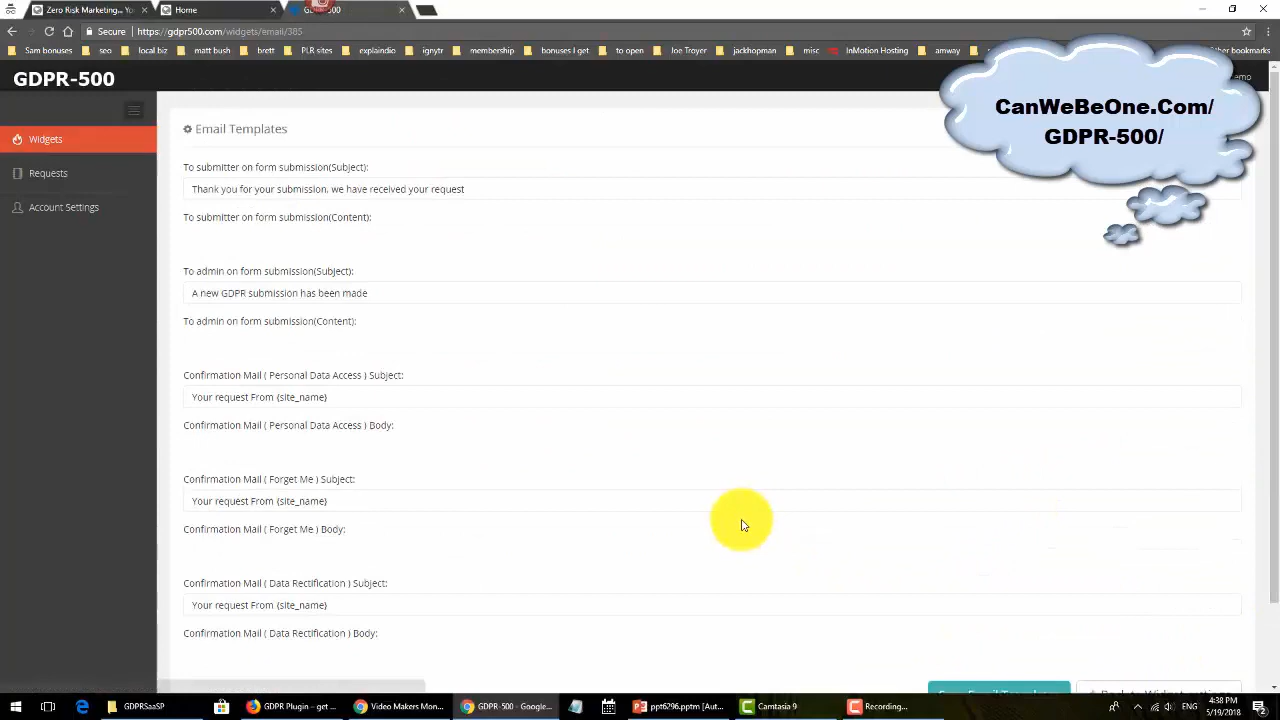 Zero Risk Marketing. Y
Home
Secure
https://gdpr500.com/widgets/email/385
Sam bonuses
seo
local biz
matt bush
brett
PLR sites
explaindio
ignytr
membership
bonuses I get
to open
Joe Troyer
jackhopman
misc
InMotion Hosting
amway
other bookmarks
GDPR-500
CanWeBeOne.Com/
GDPR-500/
Widgets
Requests
Account Settings
Email Templates
To submitter on form submission(Subject):
Thank you for your submission, we have received your request
To submitter on form submission(Content):
To admin on form submission(Subject):
A new GDPR submission has been made
To admin on form submission(Content):
Confirmation Mail ( Personal Data Access ) Subject:
Your request From {site_name}
Confirmation Mail ( Personal Data Access ) Body:
Confirmation Mail ( Forget Me ) Subject:
Your request From {site_name}
Confirmation Mail ( Forget Me ) Body:
Confirmation Mail ( Data Rectification ) Subject:
Your request From {site_name}
Confirmation Mail ( Data Rectification ) Body:
GDPRSaaSP
GDPR Plugin – get ...
Video Makers Mon...
GDPR-500 - Google...
ppt6296.pptm [Aut...
Camtasia 9
Recording...
ENG
4:38 PM
5/19/2018